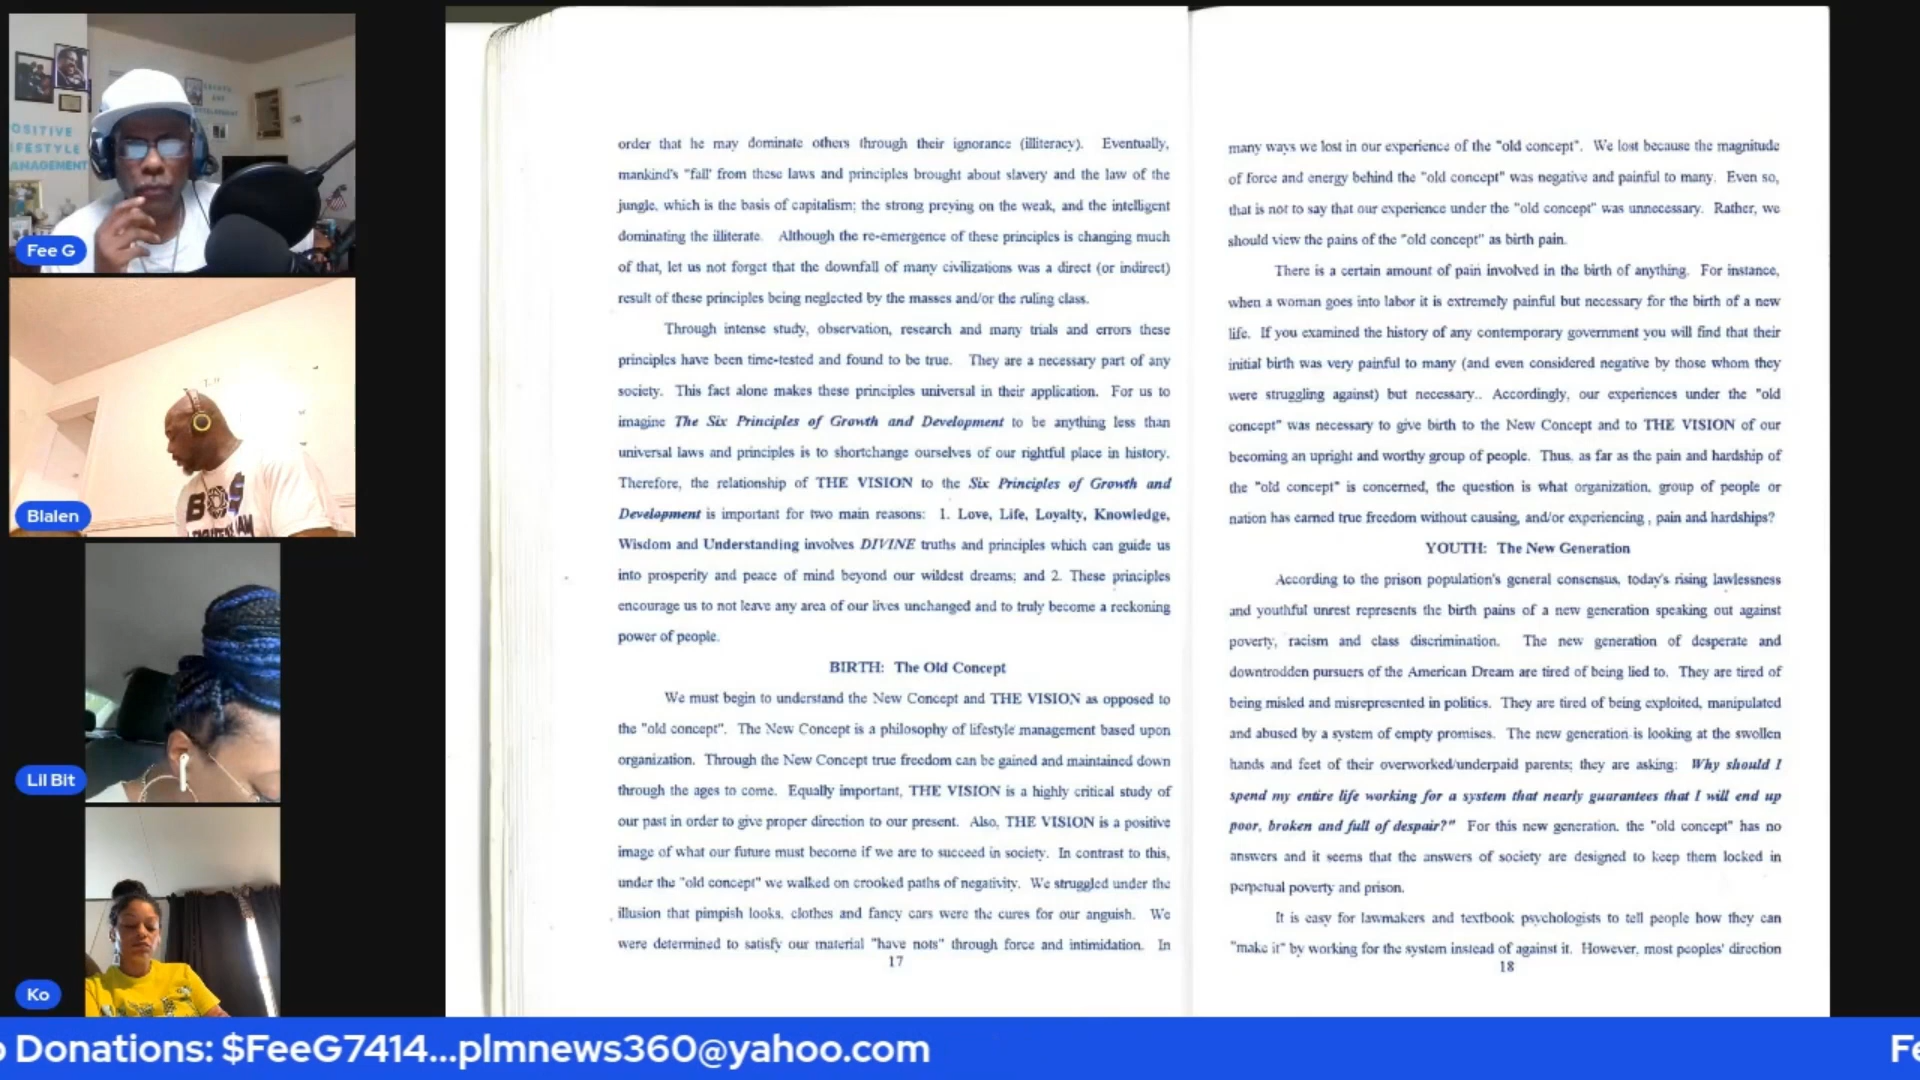 OSITIVE
IFESTYLE
ANAGEMENT
AND
Fee G
Blalen
Lil Bit
Ko
order that he may dominate others through their ignorance (illiteracy). Eventually,
mankind's "fall' from these laws and principles brought about slavery and the law of the
jungle, which is the basis of capitalism; the strong preying on the weak, and the intelligent
dominating the illiterate. Although the re-emergence of these principles is changing much
of that, let us not forget that the downfall of many civilizations was a direct (or indirect)
result of these principles being neglected by the masses and/or the ruling class.
Through intense study, observation, research and many trials and errors these
principles have been time-tested and found to be true. They are a necessary part of any
society. This fact alone makes these principles universal in their application. For us to
imagine The Six Principles of Growth and Development to be anything less than
universal laws and principles is to shortchange ourselves of our rightful place in history.
Therefore, the relationship of THE VISION to the Six Principles of Growth and
Development is important for two main reasons: 1. Love, Life, Loyalty, Knowledge,
Wisdom and Understanding involves DIVINE truths and principles which can guide us
into prosperity and peace of mind beyond our wildest dreams; and 2. These principles
encourage us to not leave any area of our lives unchanged and to truly become a reckoning
power of people.
BIRTH: The Old Concept
We must begin to understand the New Concept and THE VISION as opposed to
the "old concept". The New Concept is a philosophy of lifestyle management based upon
organization. Through the New Concept true freedom can be gained and maintained down
through the ages to come. Equally important, THE VISION is a highly critical study of
our past in order to give proper direction to our present. Also, THE VISION is a positive
image of what our future must become if we are to succeed in society. In contrast to this,
under the "old concept" we walked on crooked paths of negativity. We struggled under the
illusion that pimpish looks, clothes and fancy cars were the cures for our anguish. We
were determined to satisfy our material "have nots" through force and intimidation. In
17
many ways we lost in our experience of the "old concept". We lost because the magnitude
of force and energy behind the "old concept" was negative and painful to many. Even so,
that is not to say that our experience under the "old concept" was unnecessary. Rather, we
should view the pains of the "old concept" as birth pain.
There is a certain amount of pain involved in the birth of anything. For instance,
when a woman goes into labor it is extremely painful but necessary for the birth of a new
life. If you examined the history of any contemporary government you will find that their
initial birth was very painful to many (and even considered negative by those whom they
were struggling against) but necessary.. Accordingly, our experiences under the "old
concept" was necessary to give birth to the New Concept and to THE VISION of our
becoming an upright and worthy group of people. Thus, as far as the pain and hardship of
the "old concept" is concerned, the question is what organization, group of people or
nation has earned true freedom without causing, and/or experiencing , pain and hardships?
YOUTH: The New Generation
According to the prison population's general consensus, today's rising lawlessness
and youthful unrest represents the birth pains of a new generation speaking out against
poverty, racism and class discrimination. The new generation of desperate and
downtrodden pursuers of the American Dream are tired of being lied to. They are tired of
being misled and misrepresented in politics. They are tired of being exploited, manipulated
and abused by a system of empty promises. The new generation is looking at the swollen
hands and feet of their overworked/underpaid parents; they are asking: Why should I
spend my entire life working for a system that nearly guarantees that I will end up
poor, broken and full of despair?" For this new generation, the "old concept" has no
answers and it seems that the answers of society are designed to keep them locked in
perpetual poverty and prison.
It is easy for lawmakers and textbook psychologists to tell people how they can
"make it" by working for the system instead of against it. However, most peoples' direction
18
Donations: $FeeG7414...plmnews360@yahoo.com
Fe